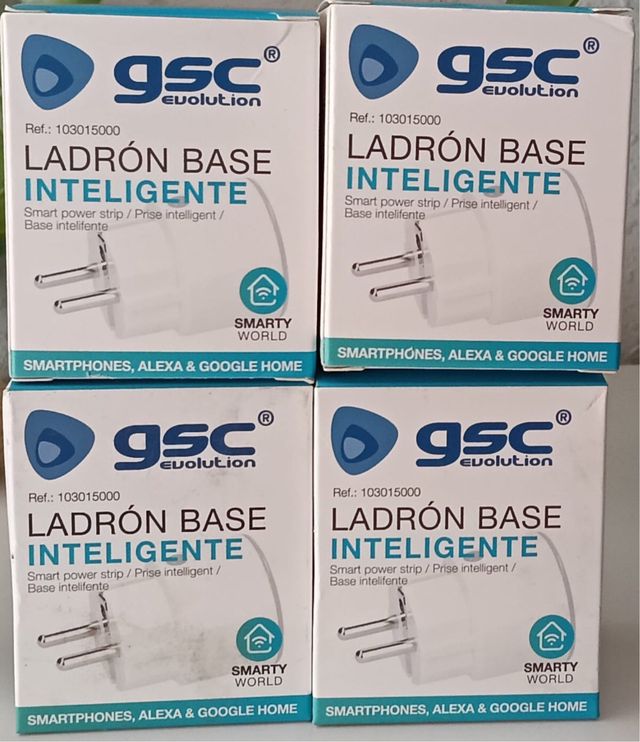 gsc®
evolution
Ref.: 103015000
LADRÓN BASE
INTELIGENTE
Smart power strip / Prise intelligent /
Base intelifente
SMARTY
WORLD
SMARTPHONES, ALEXA & GOOGLE HOME
gsc®
evolution
Ref.: 103015000
LADRÓN BASE
INTELIGENTE
Smart power strip / Prise intelligent /
Base intelifente
SMARTY
WORLD
SMARTPHONES, ALEXA & GOOGLE HOME
gsc®
evolution
Ref.: 103015000
LADRÓN BASE
INTELIGENTE
Smart power strip / Prise intelligent /
Base intelifente
SMARTY
WORLD
SMARTPHONES, ALEXA & GOOGLE HOME
gsc®
evolution
Ref.: 103015000
LADRÓN BASE
INTELIGENTE
Smart power strip / Prise intelligent /
Base intelifente
SMARTY
WORLD
SMARTPHONES, ALEXA & GOOGLE HOME